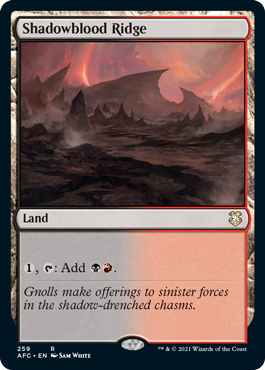 Shadowblood Ridge
Land
1, T: Add BR.
Gnolls make offerings to sinister forces
in the shadow-drenched chasms.
259 R
AFC • EN SAM WHITE
™ & © 2021 Wizards of the Coast